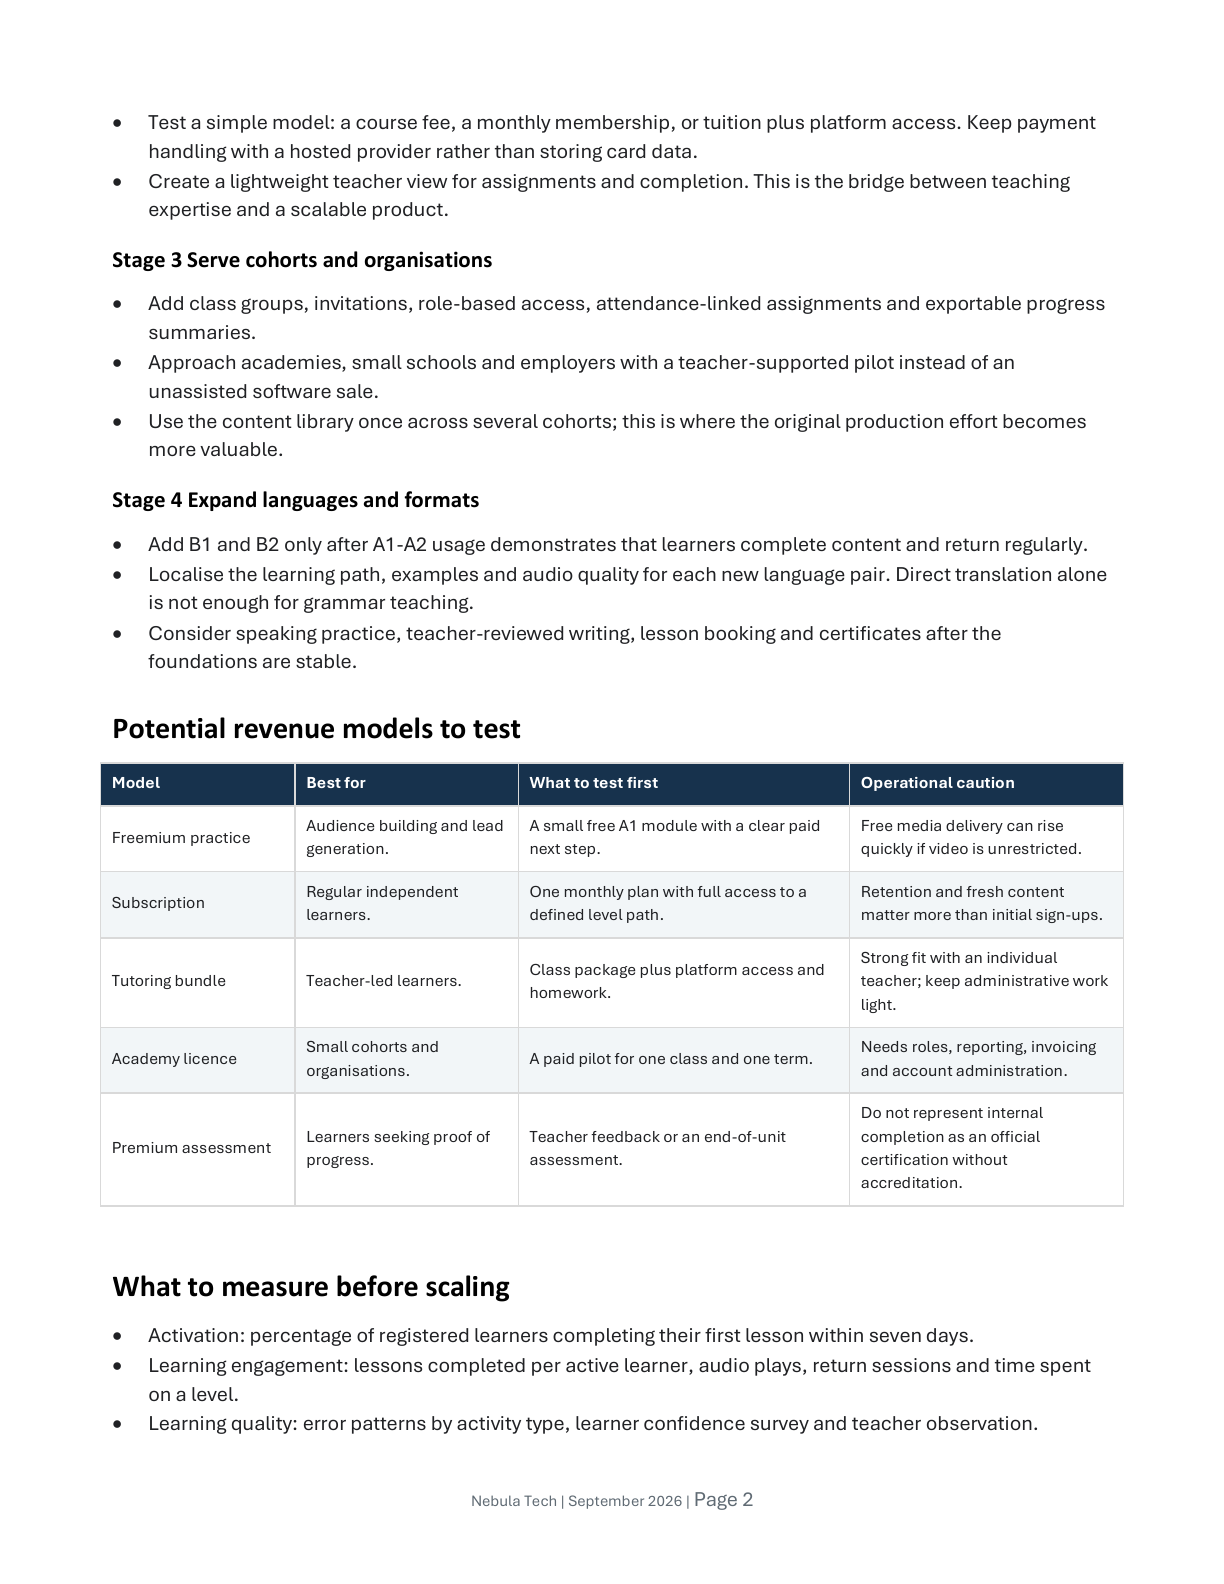 • Test a simple model: a course fee, a monthly membership, or tuition plus platform access. Keep payment
handling with a hosted provider rather than storing card data.
• Create a lightweight teacher view for assignments and completion. This is the bridge between teaching
expertise and a scalable product.
Stage 3 Serve cohorts and organisations
• Add class groups, invitations, role-based access, attendance-linked assignments and exportable progress
summaries.
• Approach academies, small schools and employers with a teacher-supported pilot instead of an
unassisted software sale.
• Use the content library once across several cohorts; this is where the original production effort becomes
more valuable.
Stage 4 Expand languages and formats
• Add B1 and B2 only after A1-A2 usage demonstrates that learners complete content and return regularly.
• Localise the learning path, examples and audio quality for each new language pair. Direct translation alone
is not enough for grammar teaching.
• Consider speaking practice, teacher-reviewed writing, lesson booking and certificates after the
foundations are stable.
Potential revenue models to test
Model Best for What to test first Operational caution
Freemium practice
Audience building and lead
generation.
A small free A1 module with a clear paid
next step.
Free media delivery can rise
quickly if video is unrestricted.
Subscription
Regular independent
learners.
One monthly plan with full access to a
defined level path.
Retention and fresh content
matter more than initial sign-ups.
Tutoring bundle
Teacher-led learners.
Class package plus platform access and
homework.
Strong fit with an individual
teacher; keep administrative work
light.
Academy licence
Small cohorts and
organisations.
A paid pilot for one class and one term.
Needs roles, reporting, invoicing
and account administration.
Premium assessment
Learners seeking proof of
progress.
Teacher feedback or an end-of-unit
assessment.
Do not represent internal
completion as an official
certification without
accreditation.
What to measure before scaling
• Activation: percentage of registered learners completing their first lesson within seven days.
• Learning engagement: lessons completed per active learner, audio plays, return sessions and time spent
on a level.
• Learning quality: error patterns by activity type, learner confidence survey and teacher observation.
Nebula Tech | September 2026 | Page 2